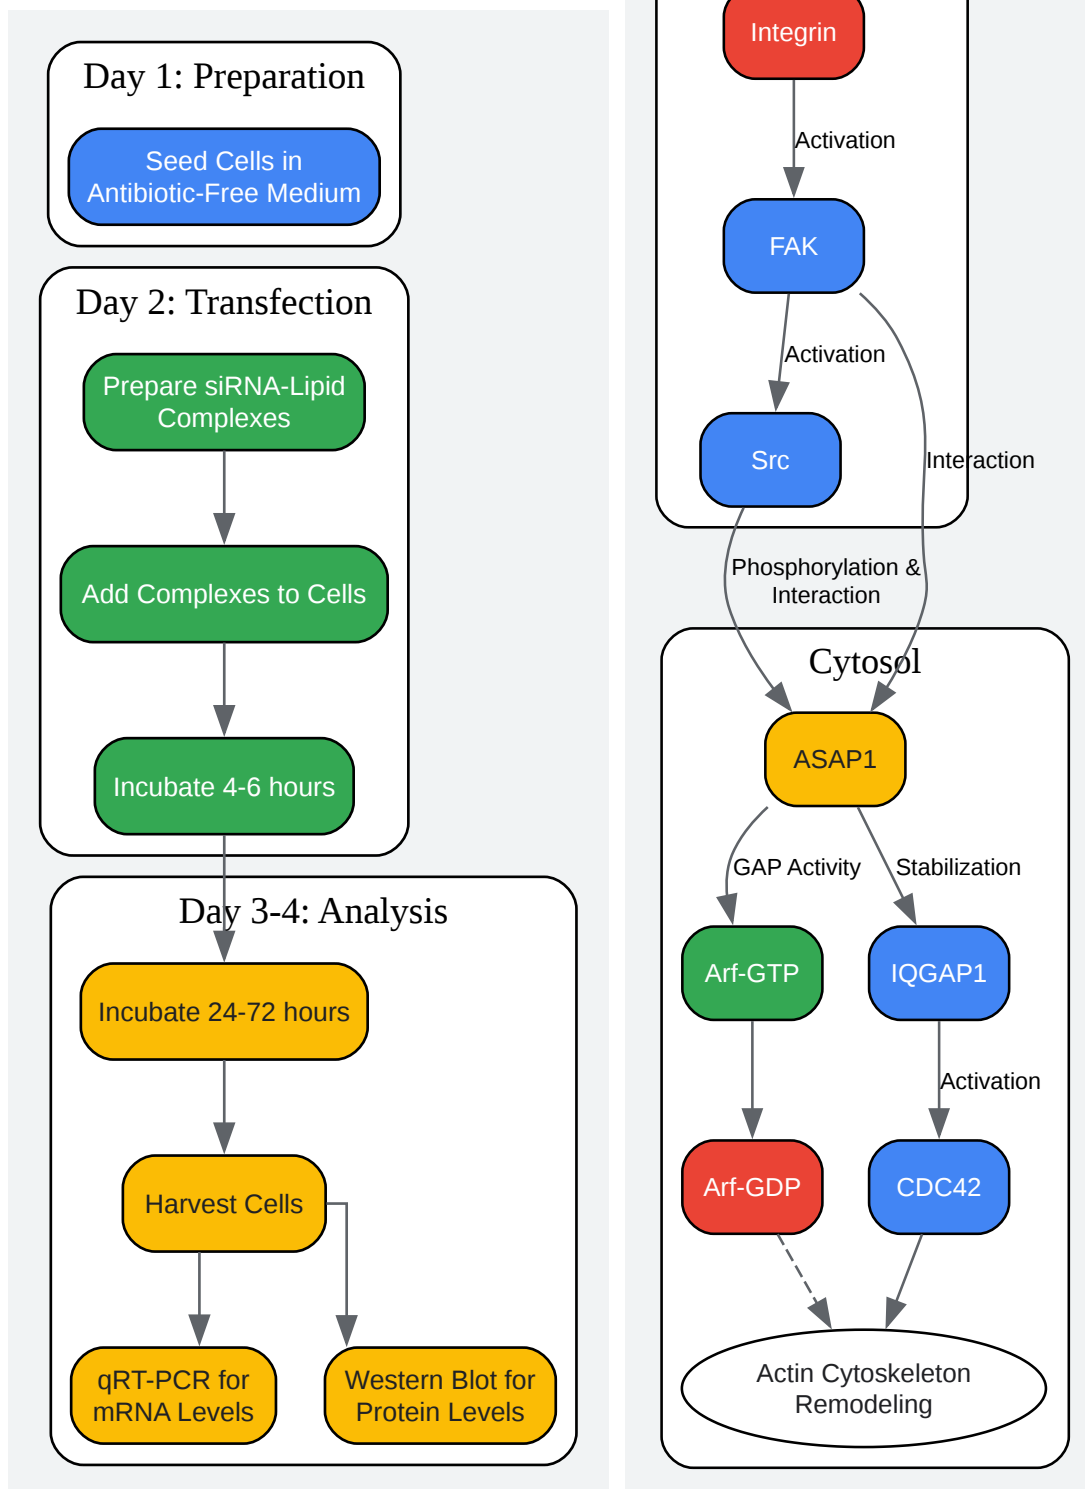 Day 1: Preparation
Seed Cells in
Antibiotic-Free Medium
Day 2: Transfection
Prepare siRNA-Lipid
Complexes
Add Complexes to Cells
Incubate 4-6 hours
Day 3-4: Analysis
Incubate 24-72 hours
Harvest Cells
qRT-PCR for
mRNA Levels
Western Blot for
Protein Levels
Integrin
Activation
FAK
Activation
Src
Interaction
Phosphorylation &
Interaction
Cytosol
ASAP1
GAP Activity
Stabilization
Arf-GTP
IQGAP1
Activation
Arf-GDP
CDC42
Actin Cytoskeleton
Remodeling